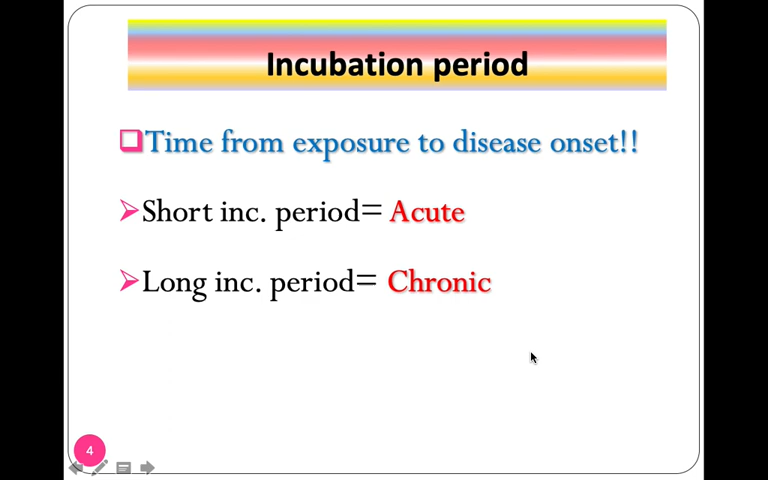 Incubation period
Time from exposure to disease onset!!
Short inc. period= Acute
Long inc. period= Chronic
4